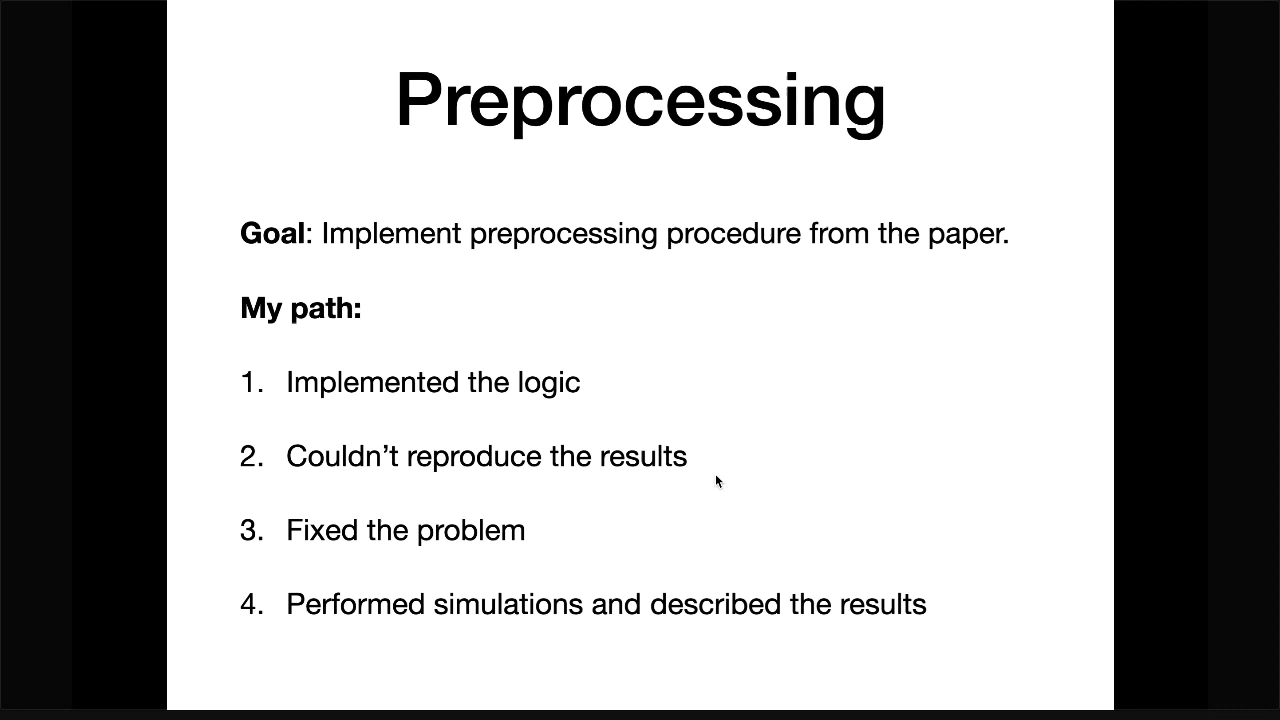 Preprocessing
Goal: Implement preprocessing procedure from the paper.
My path:
1. Implemented the logic
2. Couldn’t reproduce the results
3. Fixed the problem
4. Performed simulations and described the results